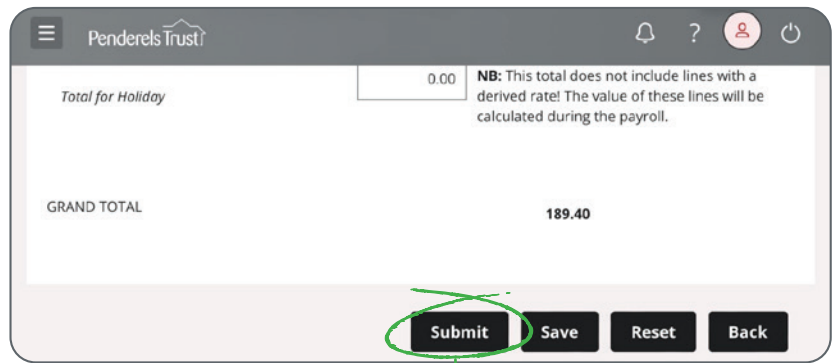 Penderels Trust
?
0.00
NB: This total does not include lines with a
Total for Holiday
derived rate! The value of these lines will be
calculated during the payroll.
GRAND TOTAL
189.40
Submit
Save
Reset
Back